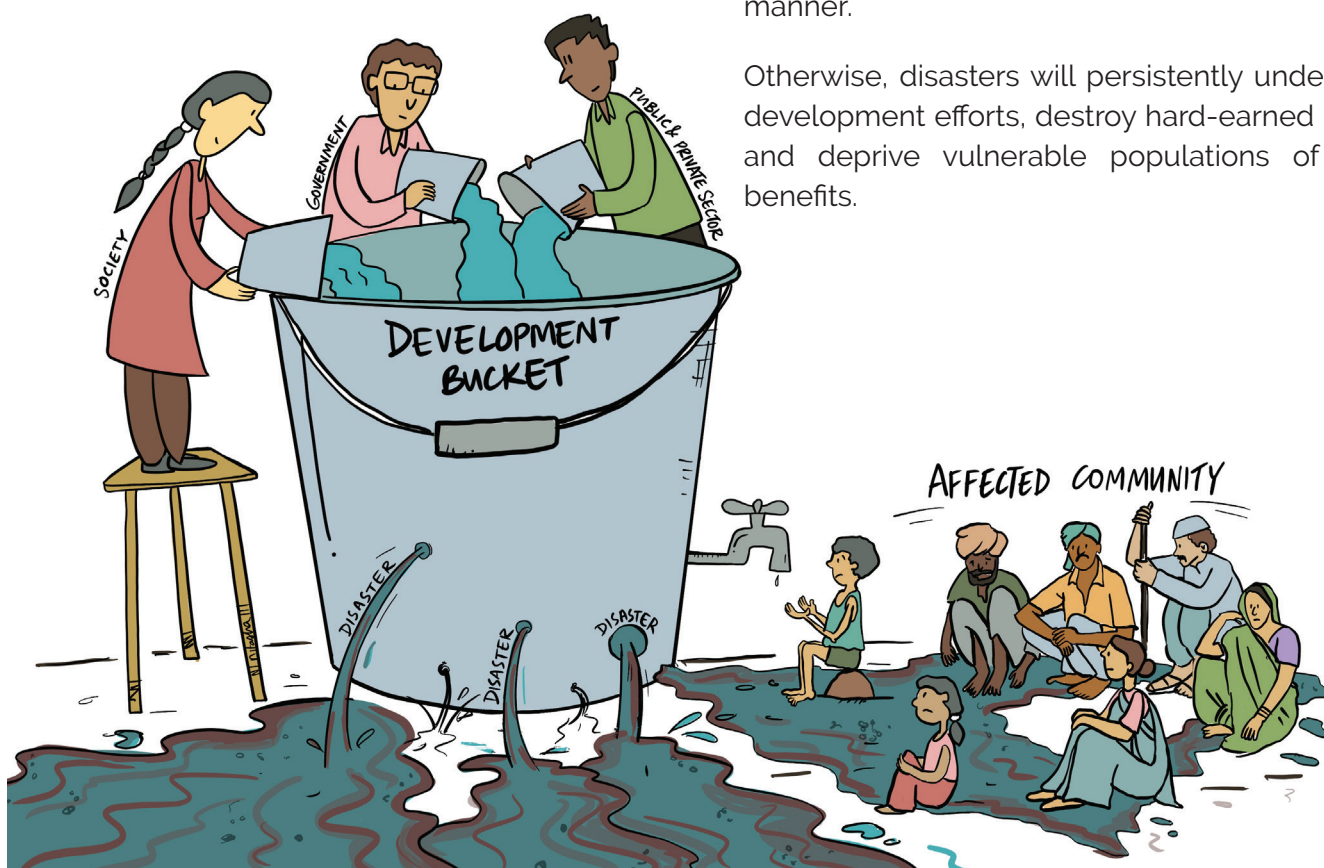 manner.
Otherwise, disasters will persistently unde
development efforts, destroy hard-earned
and deprive vulnerable populations of
benefits.
SOCIETY
GOVERNMENT
PUBLIC & PRIVATE SECTOR
DEVELOPMENT
BUCKET
AFFECTED COMMUNITY
DISASTER
DISASTER
DISASTER